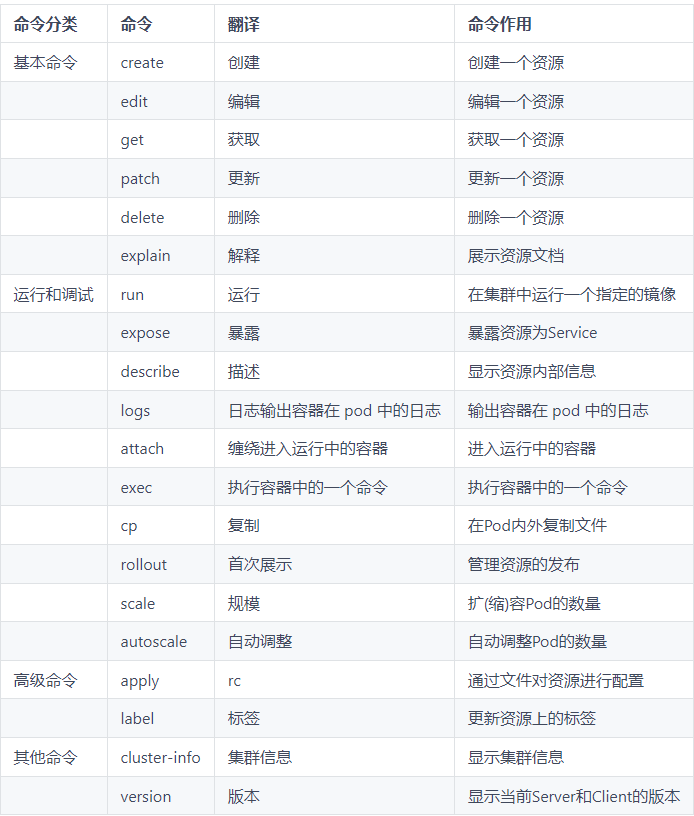 命令分类 命令 翻译 命令作用
基本命令 create 创建 创建一个资源
edit 编辑 编辑一个资源
get 获取 获取一个资源
patch 更新 更新一个资源
delete 删除 删除一个资源
explain 解释 展示资源文档
运行和调试 run 运行 在集群中运行一个指定的镜像
expose 暴露 暴露资源为Service
describe 描述 显示资源内部信息
logs 日志输出容器在 pod 中的日志 输出容器在 pod 中的日志
attach 缠绕进入运行中的容器 进入运行中的容器
exec 执行容器中的一个命令 执行容器中的一个命令
cp 复制 在Pod内外复制文件
rollout 首次展示 管理资源的发布
scale 规模 扩(缩)容Pod的数量
autoscale 自动调整 自动调整Pod的数量
高级命令 apply rc 通过文件对资源进行配置
label 标签 更新资源上的标签
其他命令 cluster-info 集群信息 显示集群信息
version 版本 显示当前Server和Client的版本